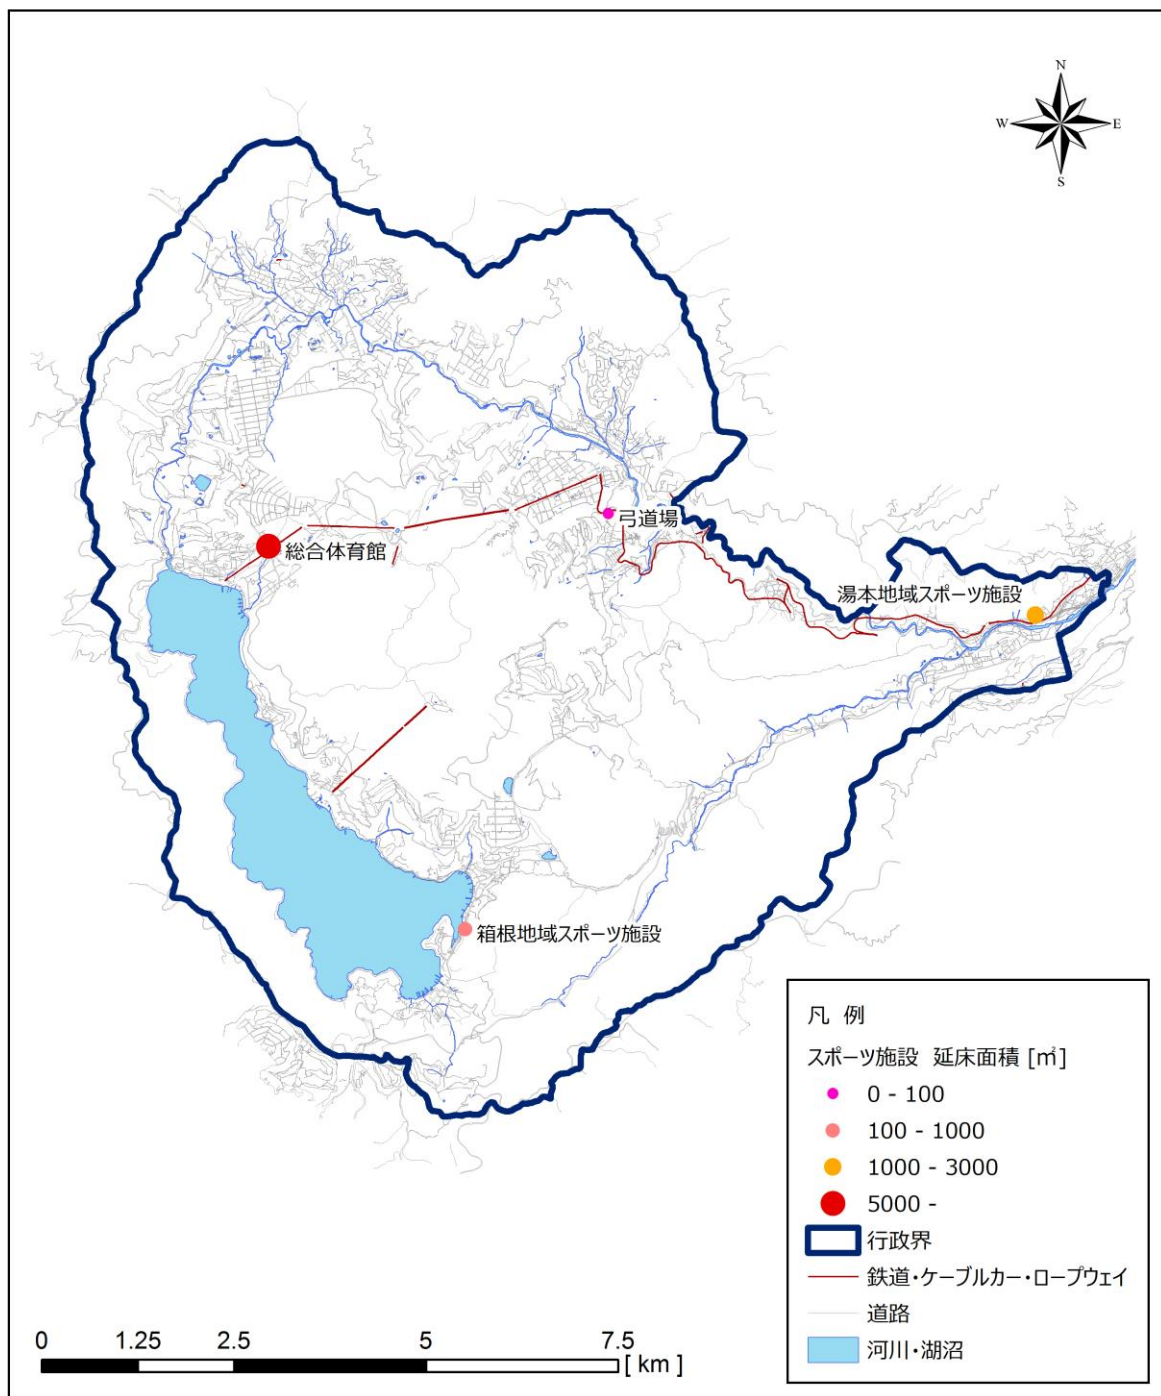 N
W E
S
弓道場
総合体育館
湯本地域スポーツ施設
箱根地域スポーツ施設
凡 例
スポーツ施設 延床面積 [㎡]
0 - 100
100 - 1000
1000 - 3000
5000 -
行政界
鉄道・ケーブルカー・ロープウェイ
道路
河川・湖沼
0 1.25 2.5 5 7.5
[ km ]